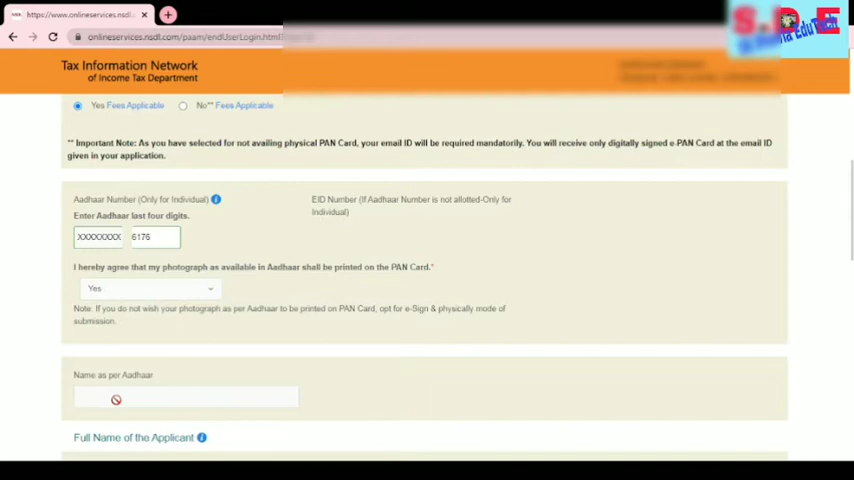 https://www.onlineservices.nsdl.
S.D.E
onlineservices.nsdl.com/paam/endUserLogin.html
EduTech
Tax Information Network
of Income Tax Department
Yes Fees Applicable No** Fees Applicable
** Important Note: As you have selected for not availing physical PAN Card, your email ID will be required mandatorily. You will receive only digitally signed e-PAN Card at the email ID
given in your application.
Aadhaar Number (Only for Individual)
EID Number (If Aadhaar Number is not allotted-Only for
Individual)
Enter Aadhaar last four digits.
XXXXXXXX 6175
I hereby agree that my photograph as available in Aadhaar shall be printed on the PAN Card.*
Yes
Note: If you do not wish your photograph as per Aadhaar to be printed on PAN Card, opt for e-Sign & physically mode of
submission.
Name as per Aadhaar
Full Name of the Applicant